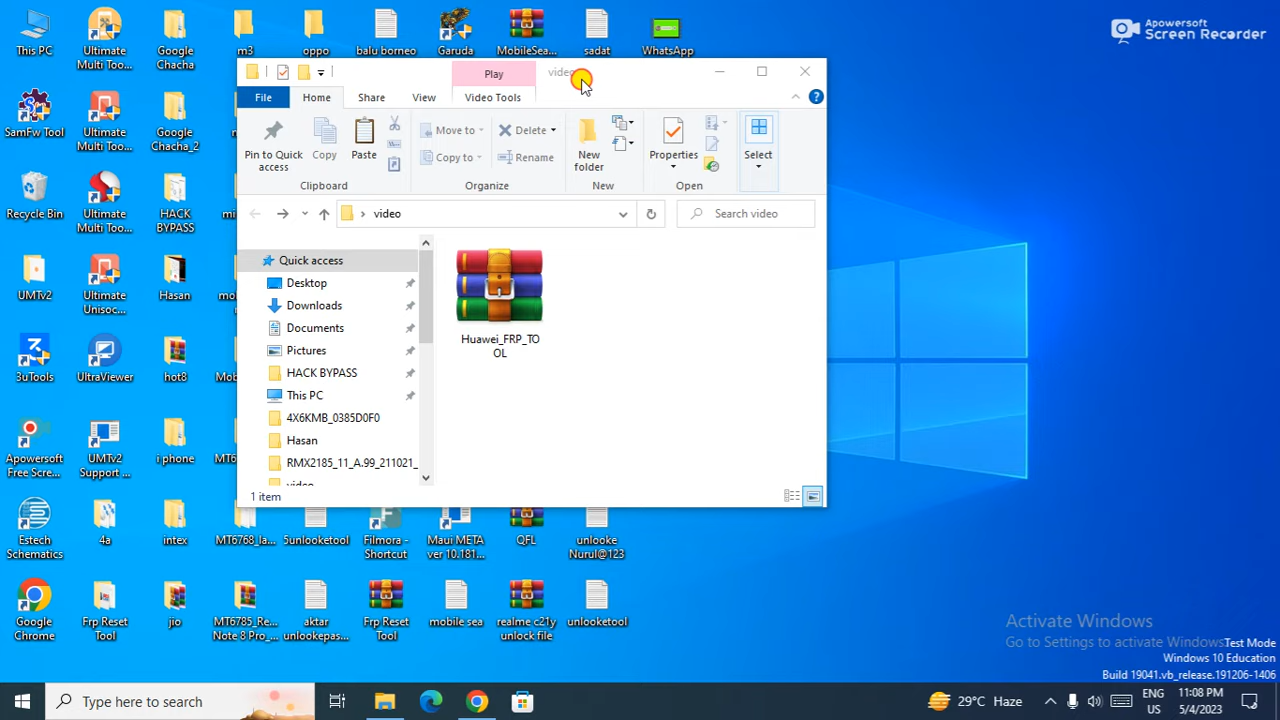 This PC
Ultimate
Multi Too...
Google
Chacha
m3
oppo
balu borneo
Garuda
MobileSea...
sadat
WhatsApp
Apowersoft
Screen Recorder
Play
File
Home
Share
View
Video Tools
Pin to Quick
access
Copy
Paste
Move to
Copy to
Delete
Rename
New
folder
Properties
Select
Clipboard
Organize
New
Open
video
Search video
Quick access
Desktop
Downloads
Documents
Pictures
HACK BYPASS
This PC
4X6KMB_0385D0F0
Hasan
RMX2185_11_A.99_211021_
Huawei_FRP_TO
OL
1 item
SamFw Tool
Ultimate
Multi Too...
Google
Chacha_2
Recycle Bin
Ultimate
Multi Too...
HACK
BYPASS
UMTv2
Ultimate
Unisoc...
Hasan
3uTools
UltraViewer
hot8
Apowersoft
Free Scre...
UMTv2
Support ...
i phone
Estech
Schematics
4a
intex
MT6768_la...
5unlooketool
Filmora -
Shortcut
Maui META
ver 10.181...
QFL
unlooke
Nurul@123
Google
Chrome
Frp Reset
Tool
jio
MT6785_Re...
Note 8 Pro_...
aktar
unlookepas...
Frp Reset
Tool
mobile sea
realme c21y
unlock file
unlooketool
Activate Windows
Go to Settings to activate Windows.
Test Mode
Windows 10 Education
Build 19041.vb_release.191206-1406
Type here to search
29°C Haze
ENG
US
11:08 PM
5/4/2023